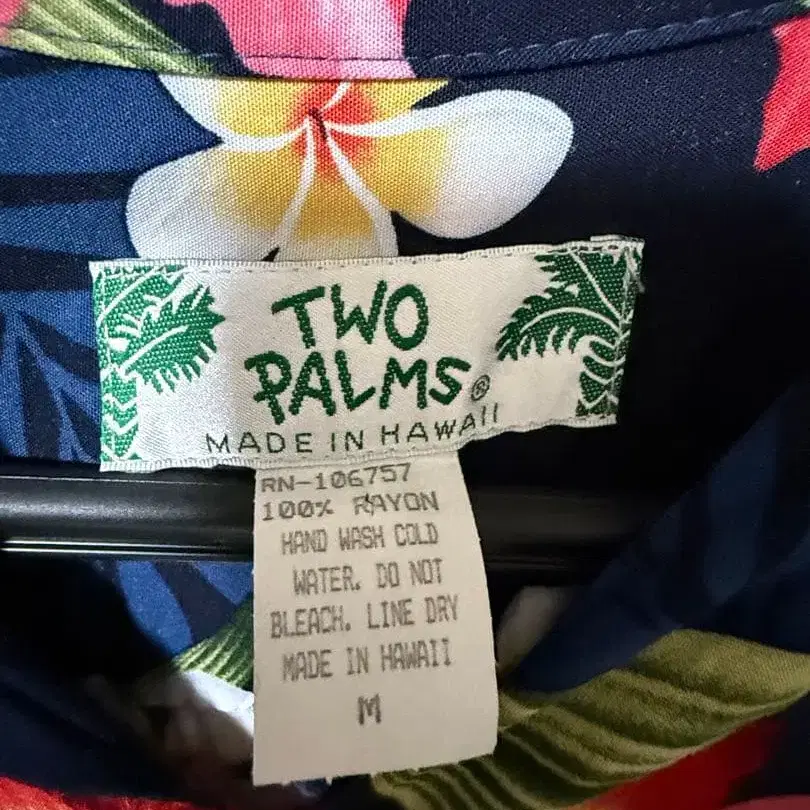 TWO
PALMS®
MADE IN HAWAII
RN-106757
100% RAYON
HAND WASH COLD
WATER. DO NOT
BLEACH. LINE DRY
MADE IN HAWAII
M